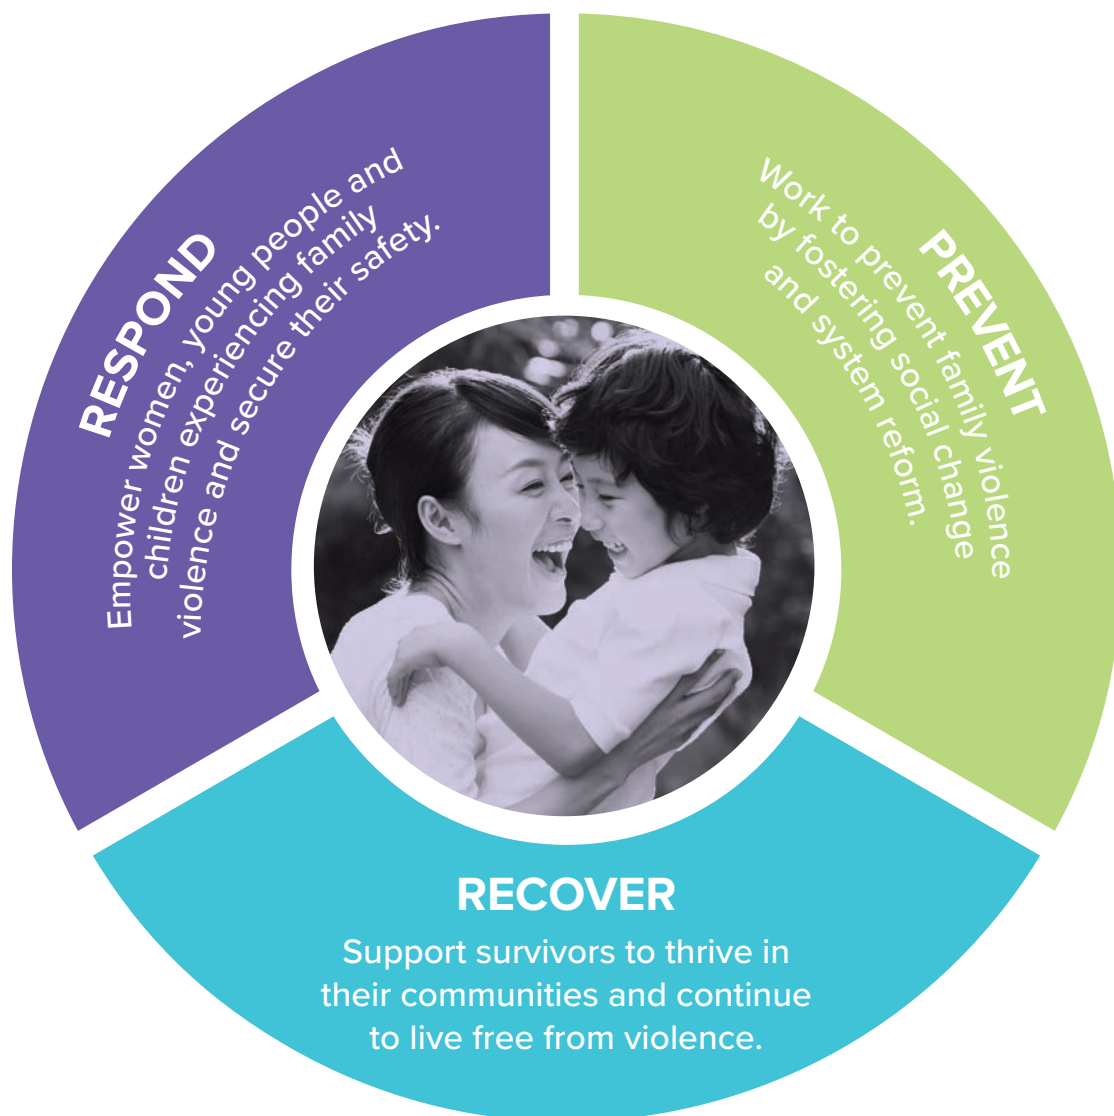 RESPOND
Empower women, young people and
children experiencing family
violence and secure their safety.
PREVENT
Work to prevent family violence
by fostering social change
and system reform.
RECOVER
Support survivors to thrive in
their communities and continue
to live free from violence.